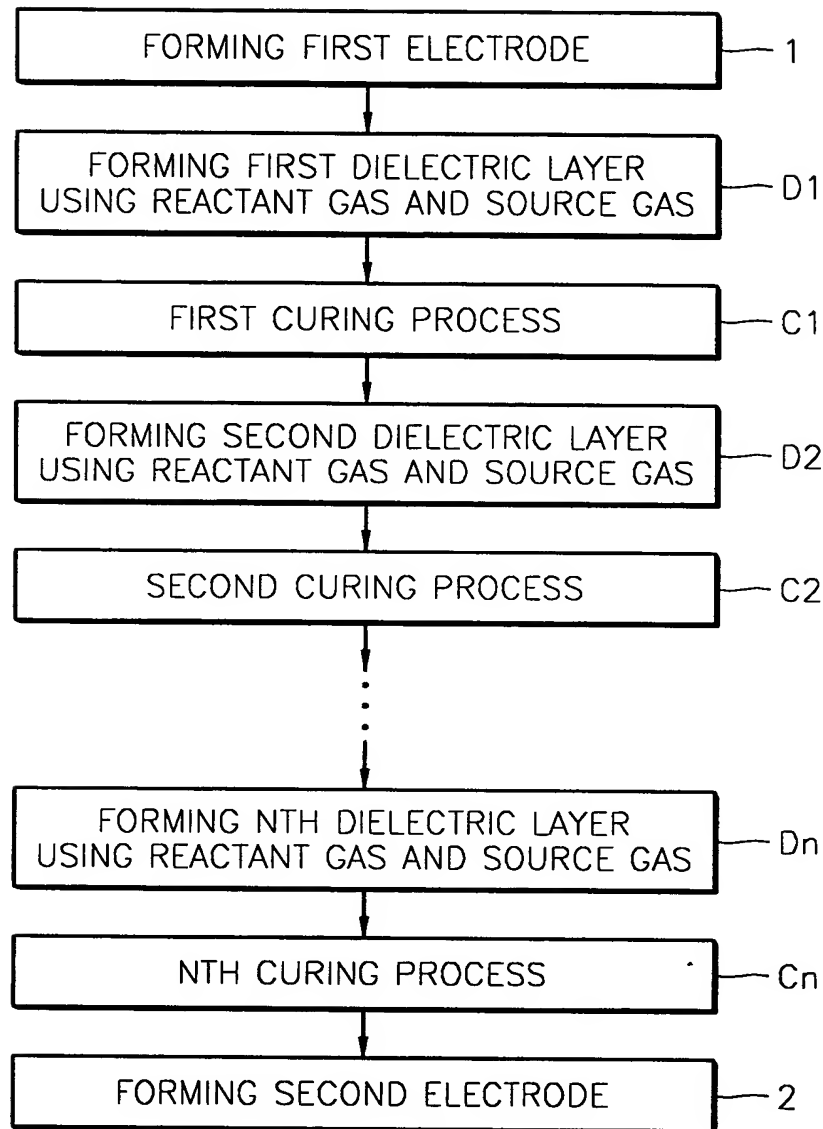 FORMING FIRST ELECTRODE 1
FORMING FIRST DIELECTRIC LAYER
USING REACTANT GAS AND SOURCE GAS D1
FIRST CURING PROCESS C1
FORMING SECOND DIELECTRIC LAYER
USING REACTANT GAS AND SOURCE GAS D2
SECOND CURING PROCESS C2
FORMING NTH DIELECTRIC LAYER
USING REACTANT GAS AND SOURCE GAS Dn
NTH CURING PROCESS Cn
FORMING SECOND ELECTRODE 2